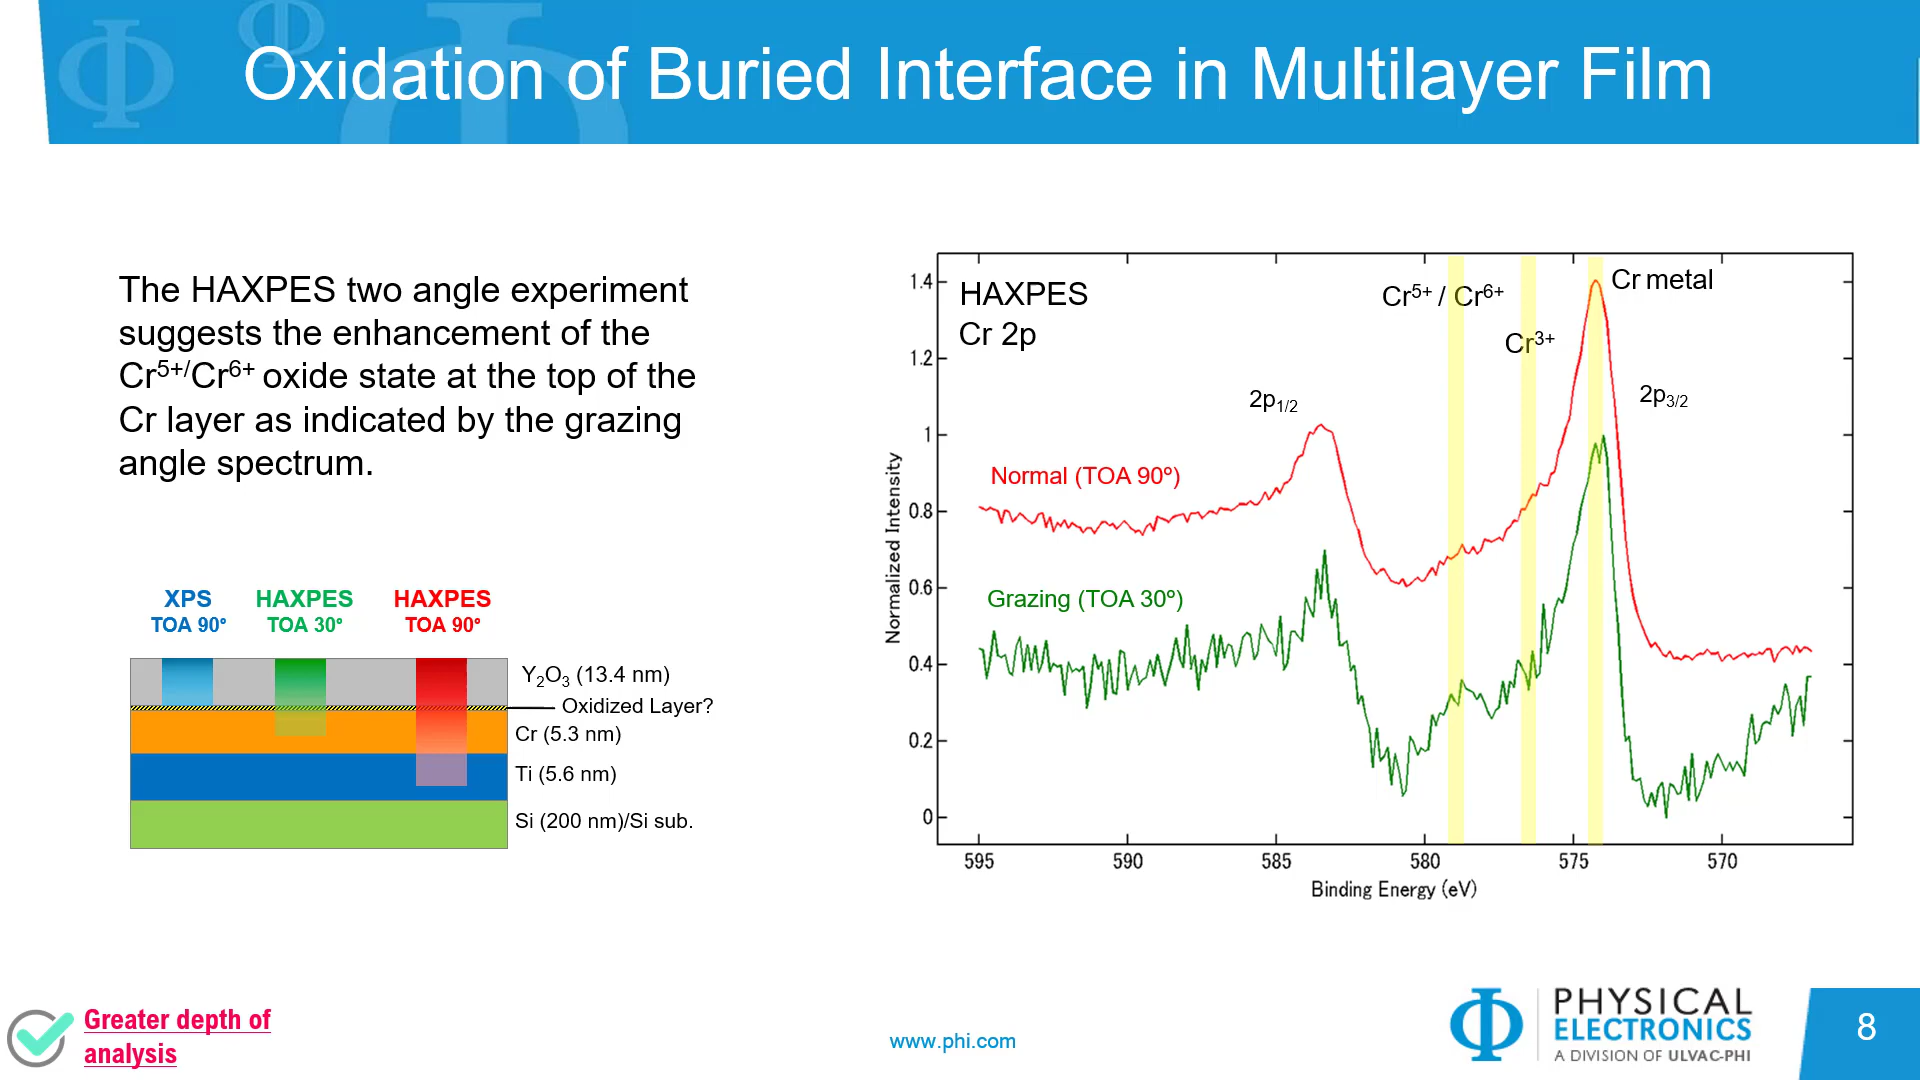 Oxidation of Buried Interface in Multilayer Film
The HAXPES two angle experiment
suggests the enhancement of the
Cr⁵⁺/Cr⁶⁺ oxide state at the top of the
Cr layer as indicated by the grazing
angle spectrum.
XPS
TOA 90°
HAXPES
TOA 30°
HAXPES
TOA 90°
Y₂O₃ (13.4 nm)
Oxidized Layer?
Cr (5.3 nm)
Ti (5.6 nm)
Si (200 nm)/Si sub.
HAXPES
Cr 2p
Cr⁵⁺ / Cr⁶⁺
Cr³⁺
Cr metal
2p1/2
2p3/2
Normal (TOA 90º)
Grazing (TOA 30º)
Normalized Intensity
1.4
1.2
1
0.8
0.6
0.4
0.2
0
595
590
585
580
575
570
Binding Energy (eV)
Greater depth of
analysis
www.phi.com
PHYSICAL
ELECTRONICS
A DIVISION OF ULVAC-PHI
8